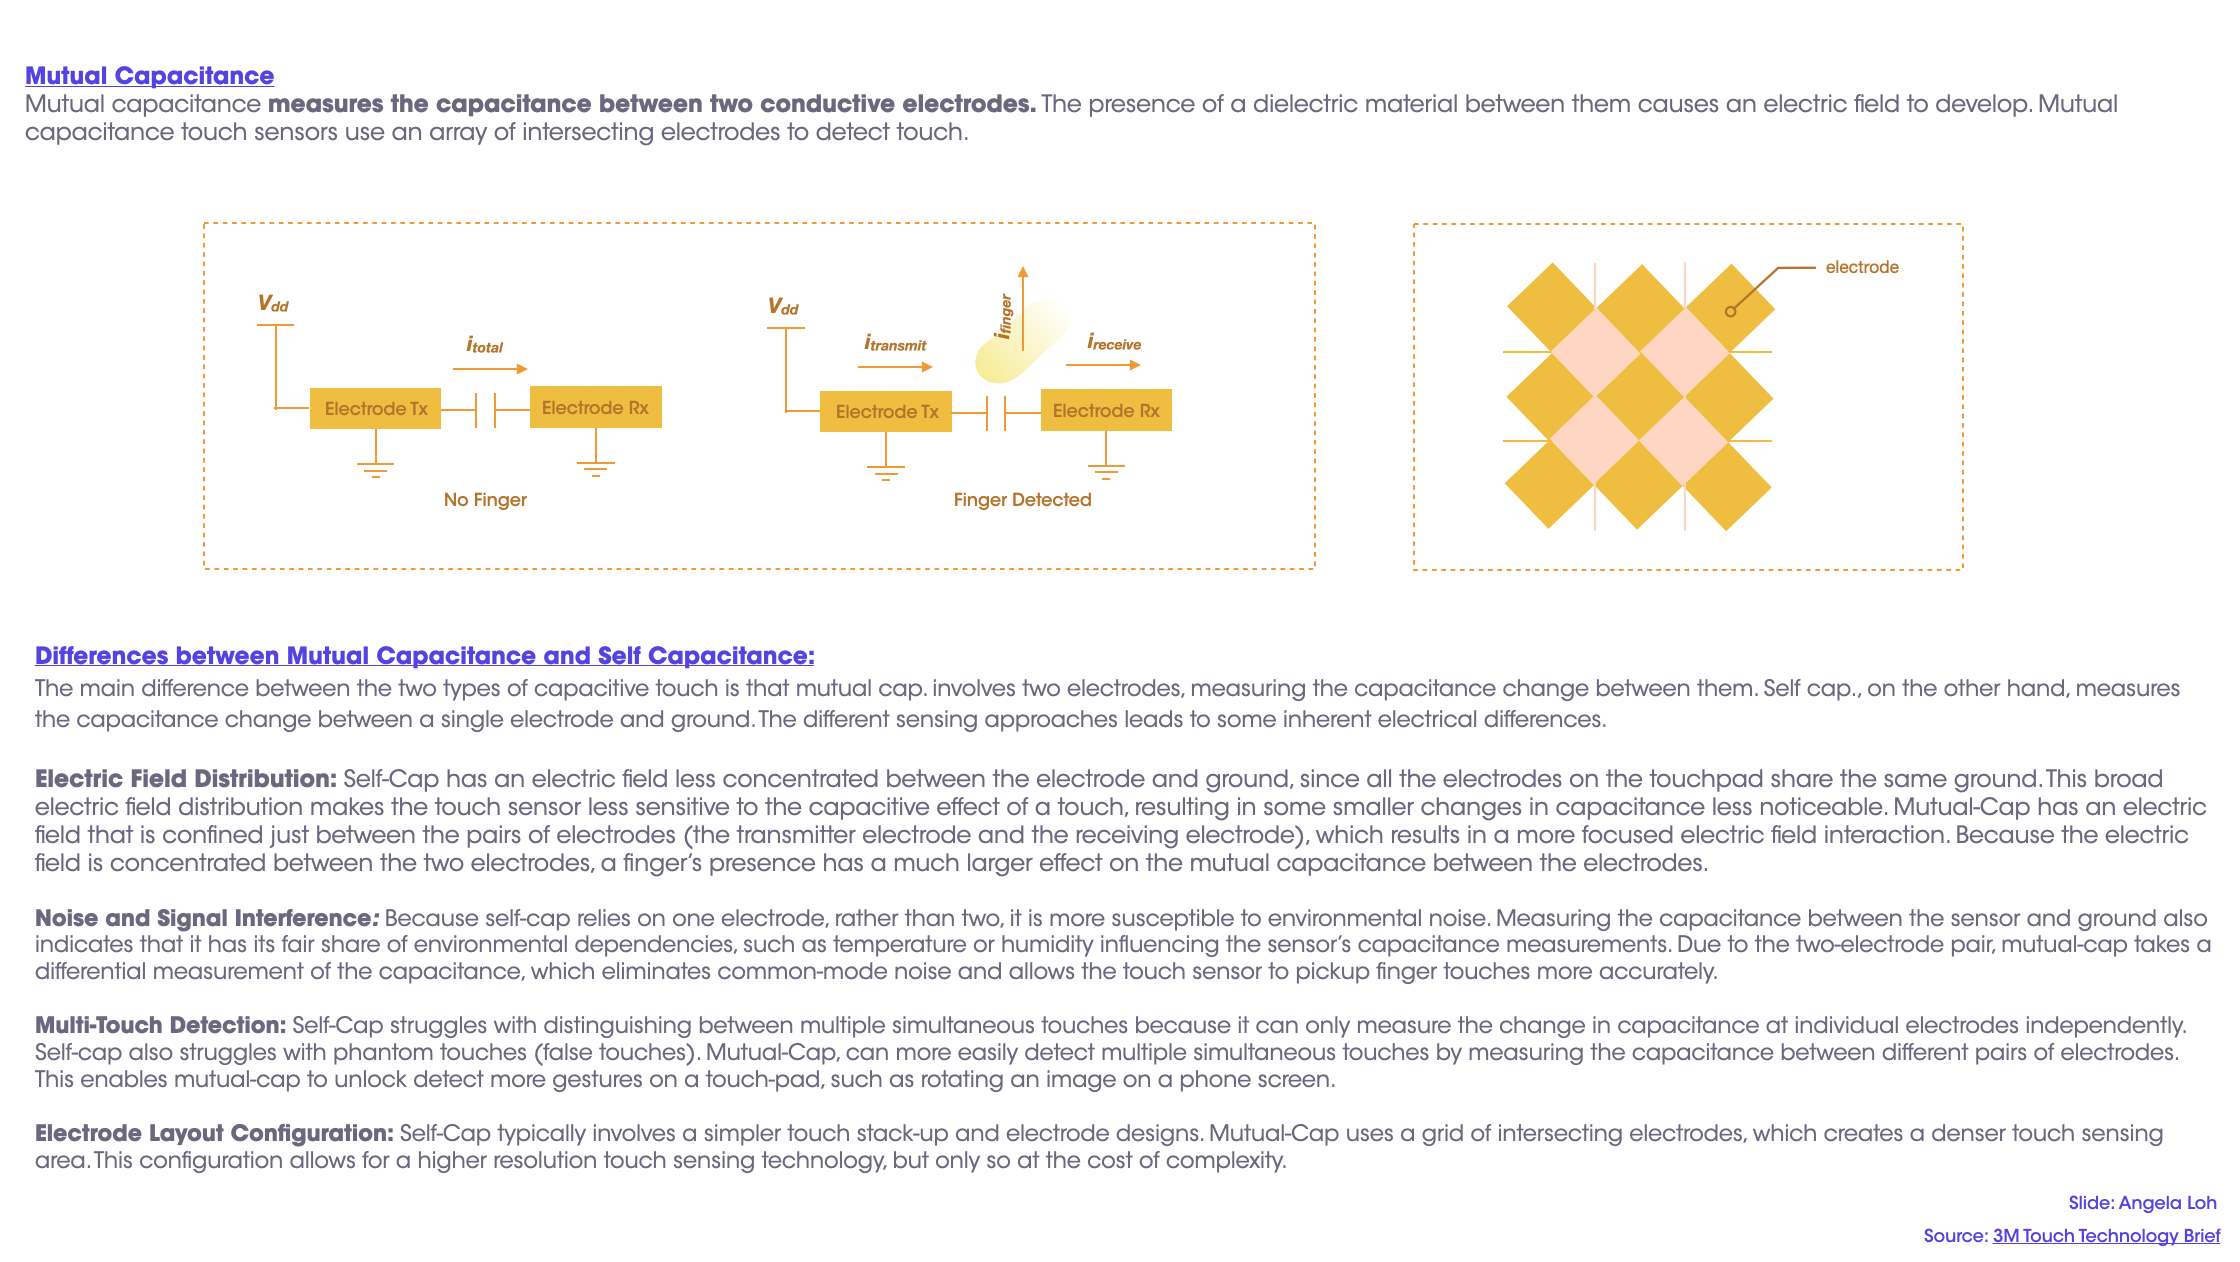 Mutual Capacitance
Mutual capacitance measures the capacitance between two conductive electrodes. The presence of a dielectric material between them causes an electric field to develop. Mutual
capacitance touch sensors use an array of intersecting electrodes to detect touch.
Vdd
itotal
Electrode Tx
Electrode Rx
No Finger
Vdd
itransmit
ifinger
ireceive
Electrode Tx
Electrode Rx
Finger Detected
electrode
Differences between Mutual Capacitance and Self Capacitance:
The main difference between the two types of capacitive touch is that mutual cap. involves two electrodes, measuring the capacitance change between them. Self cap., on the other hand, measures
the capacitance change between a single electrode and ground. The different sensing approaches leads to some inherent electrical differences.
Electric Field Distribution: Self-Cap has an electric field less concentrated between the electrode and ground, since all the electrodes on the touchpad share the same ground. This broad
electric field distribution makes the touch sensor less sensitive to the capacitive effect of a touch, resulting in some smaller changes in capacitance less noticeable. Mutual-Cap has an electric
field that is confined just between the pairs of electrodes (the transmitter electrode and the receiving electrode), which results in a more focused electric field interaction. Because the electric
field is concentrated between the two electrodes, a finger's presence has a much larger effect on the mutual capacitance between the electrodes.
Noise and Signal Interference: Because self-cap relies on one electrode, rather than two, it is more susceptible to environmental noise. Measuring the capacitance between the sensor and ground also
indicates that it has its fair share of environmental dependencies, such as temperature or humidity influencing the sensor's capacitance measurements. Due to the two-electrode pair, mutual-cap takes a
differential measurement of the capacitance, which eliminates common-mode noise and allows the touch sensor to pickup finger touches more accurately.
Multi-Touch Detection: Self-Cap struggles with distinguishing between multiple simultaneous touches because it can only measure the change in capacitance at individual electrodes independently.
Self-cap also struggles with phantom touches (false touches). Mutual-Cap, can more easily detect multiple simultaneous touches by measuring the capacitance between different pairs of electrodes.
This enables mutual-cap to unlock detect more gestures on a touch-pad, such as rotating an image on a phone screen.
Electrode Layout Configuration: Self-Cap typically involves a simpler touch stack-up and electrode designs. Mutual-Cap uses a grid of intersecting electrodes, which creates a denser touch sensing
area. This configuration allows for a higher resolution touch sensing technology, but only so at the cost of complexity.
Slide: Angela Loh
Source: 3M Touch Technology Brief